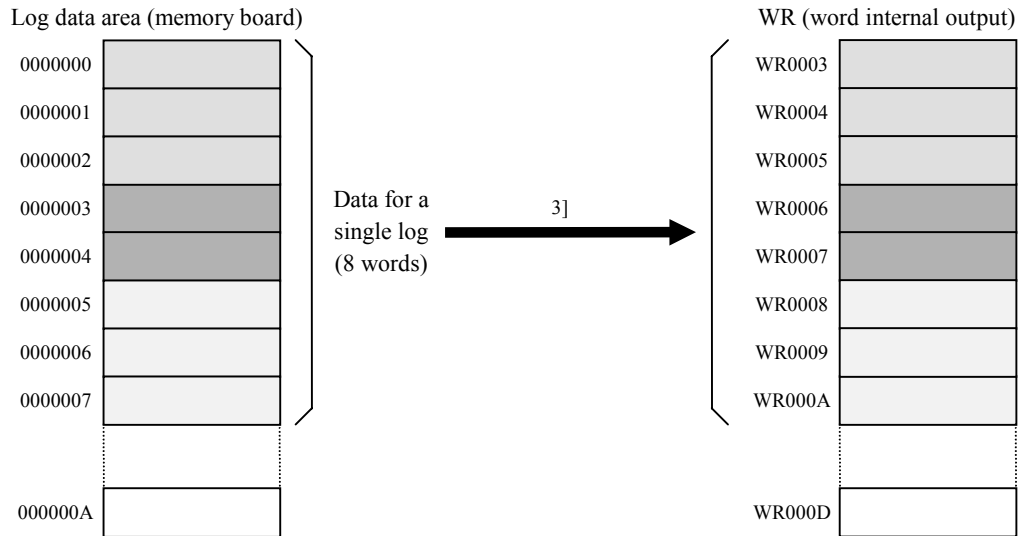 Log data area (memory board)
WR (word internal output)
0000000
0000001
0000002
0000003
0000004
0000005
0000006
0000007
000000A
Data for a
single log
(8 words)
3]
WR0003
WR0004
WR0005
WR0006
WR0007
WR0008
WR0009
WR000A
WR000D